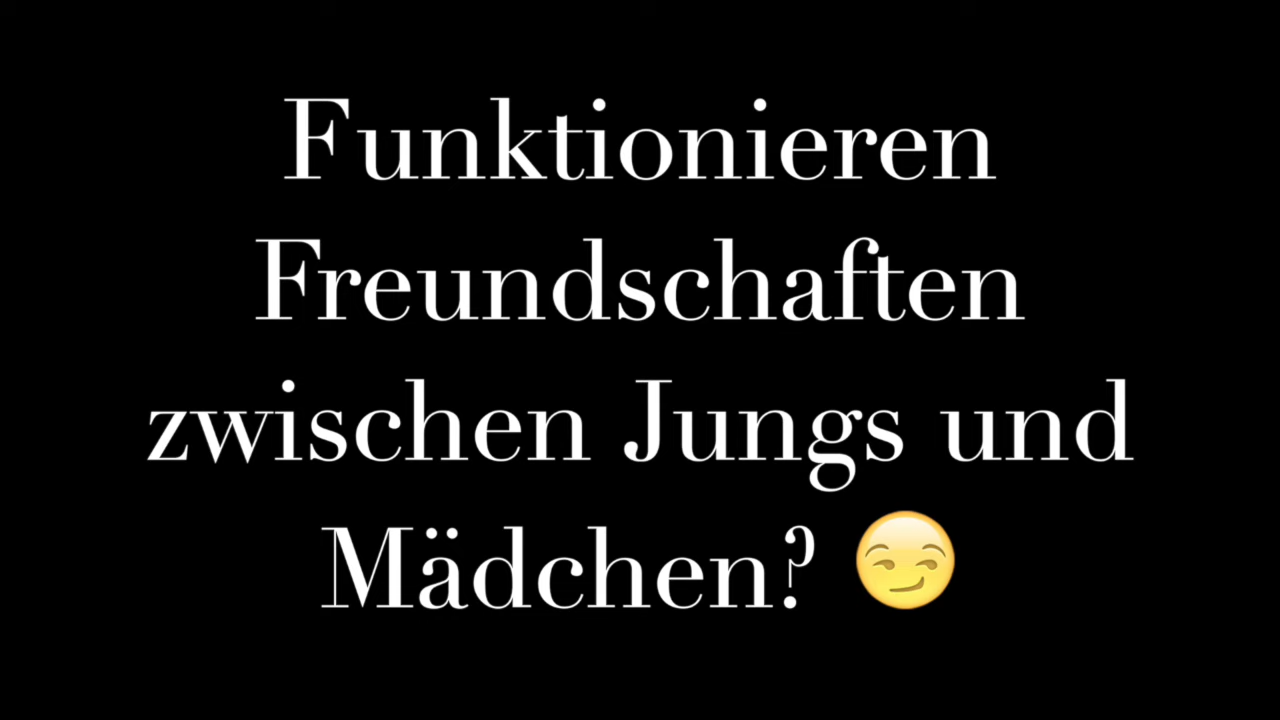 Funktionieren
Freundschaften
zwischen Jungs und
Mädchen? 😏